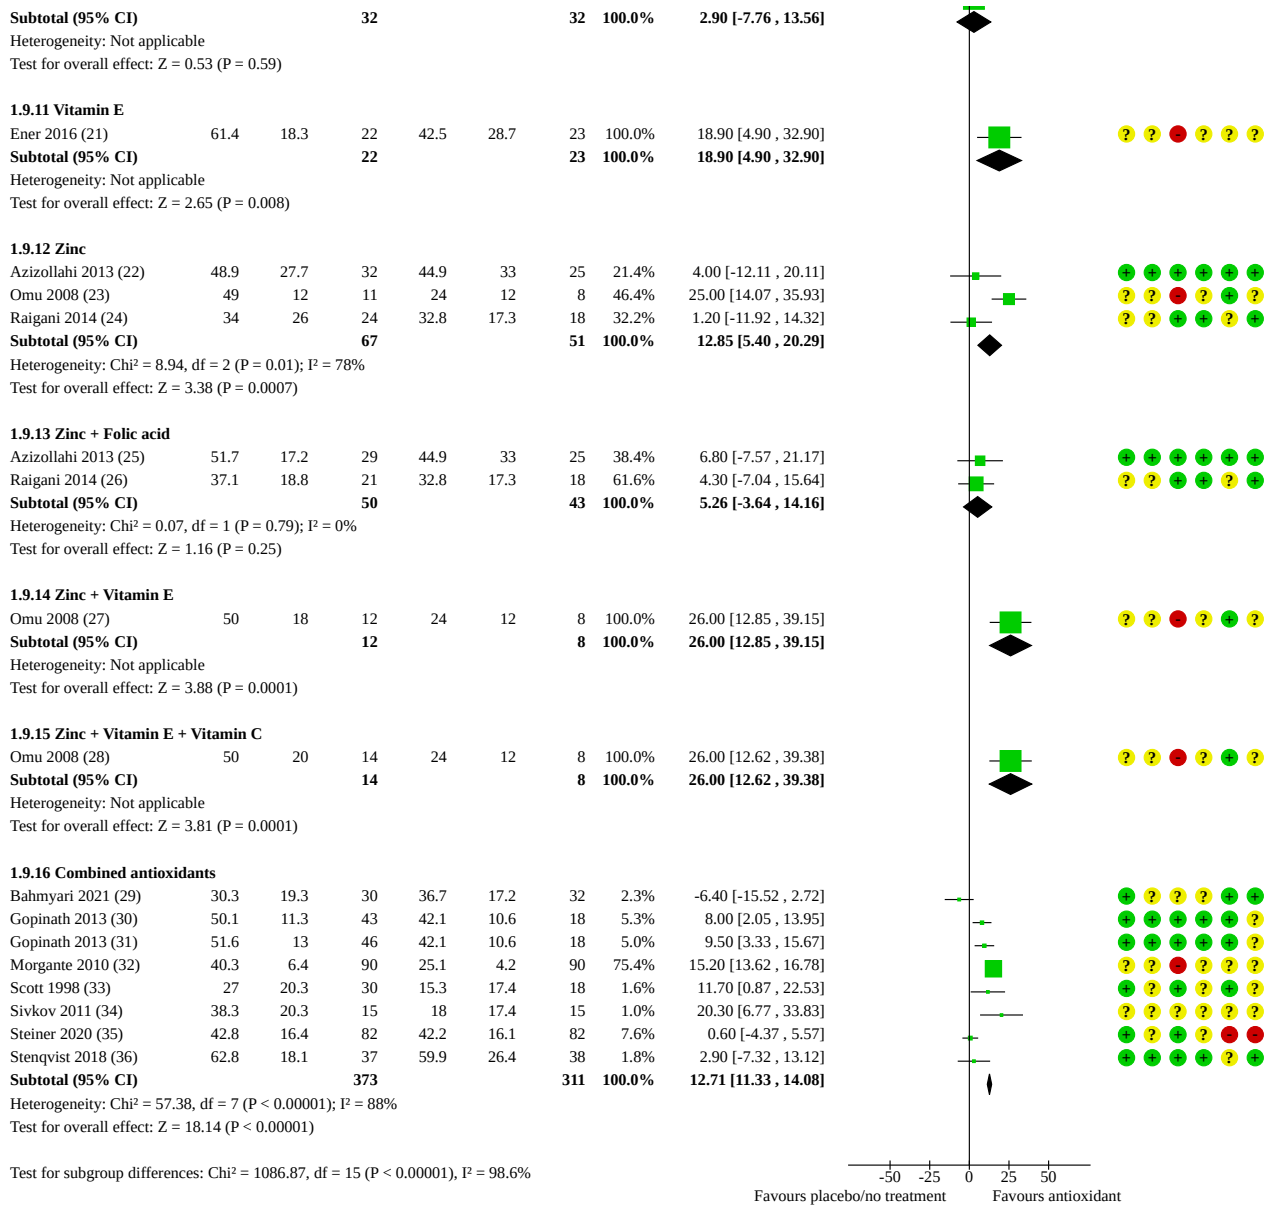 Subtotal (95% CI) 32 32 100.0% 2.90 [-7.76 , 13.56]
Heterogeneity: Not applicable
Test for overall effect: Z = 0.53 (P = 0.59)
1.9.11 Vitamin E
Ener 2016 (21) 61.4 18.3 22 42.5 28.7 23 100.0% 18.90 [4.90 , 32.90] ? ? - ? ? ?
Subtotal (95% CI) 22 23 100.0% 18.90 [4.90 , 32.90]
Heterogeneity: Not applicable
Test for overall effect: Z = 2.65 (P = 0.008)
1.9.12 Zinc
Azizollahi 2013 (22) 48.9 27.7 32 44.9 33 25 21.4% 4.00 [-12.11 , 20.11] + + + + + +
Omu 2008 (23) 49 12 11 24 12 8 46.4% 25.00 [14.07 , 35.93] ? ? - ? + ?
Raigani 2014 (24) 34 26 24 32.8 17.3 18 32.2% 1.20 [-11.92 , 14.32] ? ? + + ? +
Subtotal (95% CI) 67 51 100.0% 12.85 [5.40 , 20.29]
Heterogeneity: Chi² = 8.94, df = 2 (P = 0.01); I² = 78%
Test for overall effect: Z = 3.38 (P = 0.0007)
1.9.13 Zinc + Folic acid
Azizollahi 2013 (25) 51.7 17.2 29 44.9 33 25 38.4% 6.80 [-7.57 , 21.17] + + + + + +
Raigani 2014 (26) 37.1 18.8 21 32.8 17.3 18 61.6% 4.30 [-7.04 , 15.64] ? ? + + ? +
Subtotal (95% CI) 50 43 100.0% 5.26 [-3.64 , 14.16]
Heterogeneity: Chi² = 0.07, df = 1 (P = 0.79); I² = 0%
Test for overall effect: Z = 1.16 (P = 0.25)
1.9.14 Zinc + Vitamin E
Omu 2008 (27) 50 18 12 24 12 8 100.0% 26.00 [12.85 , 39.15] ? ? - ? + ?
Subtotal (95% CI) 12 8 100.0% 26.00 [12.85 , 39.15]
Heterogeneity: Not applicable
Test for overall effect: Z = 3.88 (P = 0.0001)
1.9.15 Zinc + Vitamin E + Vitamin C
Omu 2008 (28) 50 20 14 24 12 8 100.0% 26.00 [12.62 , 39.38] ? ? - ? + ?
Subtotal (95% CI) 14 8 100.0% 26.00 [12.62 , 39.38]
Heterogeneity: Not applicable
Test for overall effect: Z = 3.81 (P = 0.0001)
1.9.16 Combined antioxidants
Bahmyari 2021 (29) 30.3 19.3 30 36.7 17.2 32 2.3% -6.40 [-15.52 , 2.72] + ? ? ? + +
Gopinath 2013 (30) 50.1 11.3 43 42.1 10.6 18 5.3% 8.00 [2.05 , 13.95] + + + + + ?
Gopinath 2013 (31) 51.6 13 46 42.1 10.6 18 5.0% 9.50 [3.33 , 15.67] + + + + + ?
Morgante 2010 (32) 40.3 6.4 90 25.1 4.2 90 75.4% 15.20 [13.62 , 16.78] ? ? - ? ? ?
Scott 1998 (33) 27 20.3 30 15.3 17.4 18 1.6% 11.70 [0.87 , 22.53] + ? + ? + ?
Sivkov 2011 (34) 38.3 20.3 15 18 17.4 15 1.0% 20.30 [6.77 , 33.83] ? ? ? ? ? ?
Steiner 2020 (35) 42.8 16.4 82 42.2 16.1 82 7.6% 0.60 [-4.37 , 5.57] + ? + ? - -
Stenqvist 2018 (36) 62.8 18.1 37 59.9 26.4 38 1.8% 2.90 [-7.32 , 13.12] + + + + ? +
Subtotal (95% CI) 373 311 100.0% 12.71 [11.33 , 14.08]
Heterogeneity: Chi² = 57.38, df = 7 (P < 0.00001); I² = 88%
Test for overall effect: Z = 18.14 (P < 0.00001)
Test for subgroup differences: Chi² = 1086.87, df = 15 (P < 0.00001), I² = 98.6%
-50 -25 0 25 50
Favours placebo/no treatment Favours antioxidant